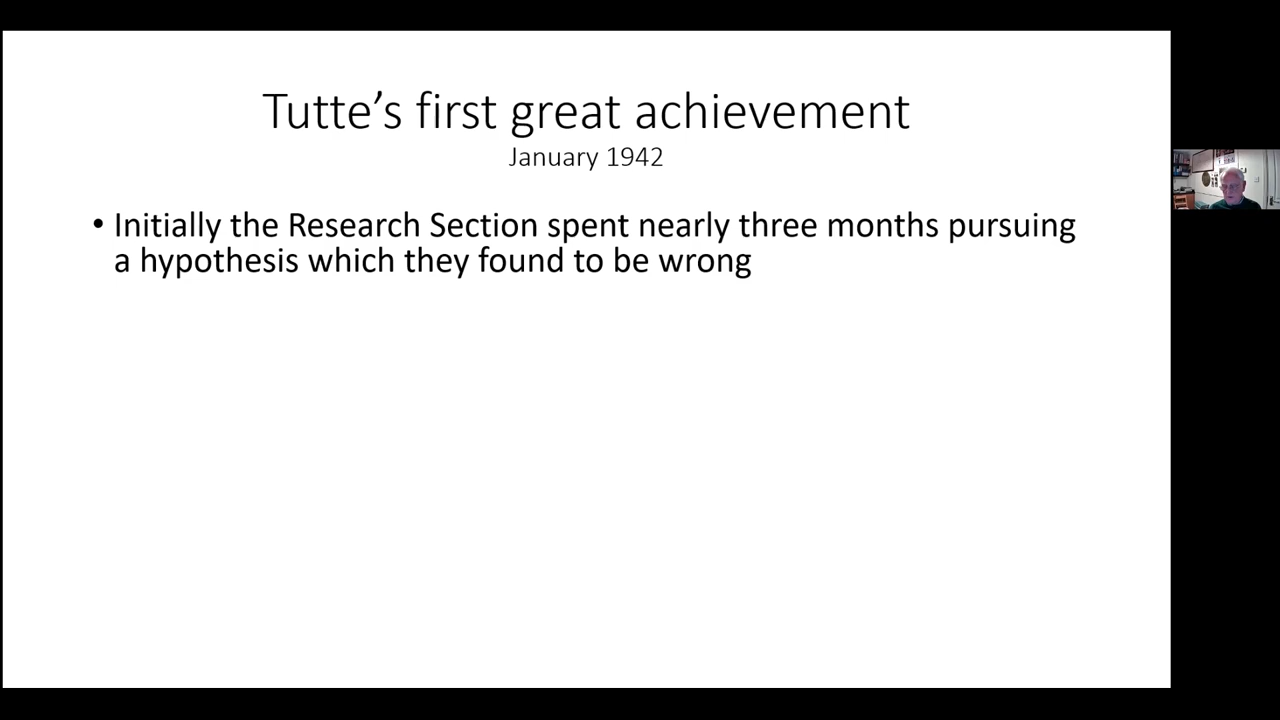 Tutte’s first great achievement
January 1942
• Initially the Research Section spent nearly three months pursuing
a hypothesis which they found to be wrong